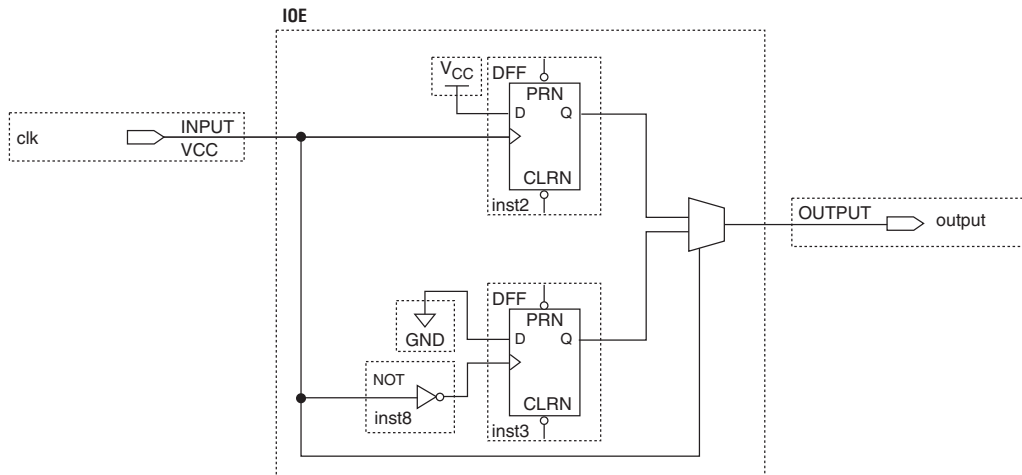 IOE
VCC
DFF
PRN
D
Q
CLRN
inst2
clk
INPUT
VCC
OUTPUT
output
GND
DFF
PRN
D
Q
CLRN
inst3
NOT
inst8